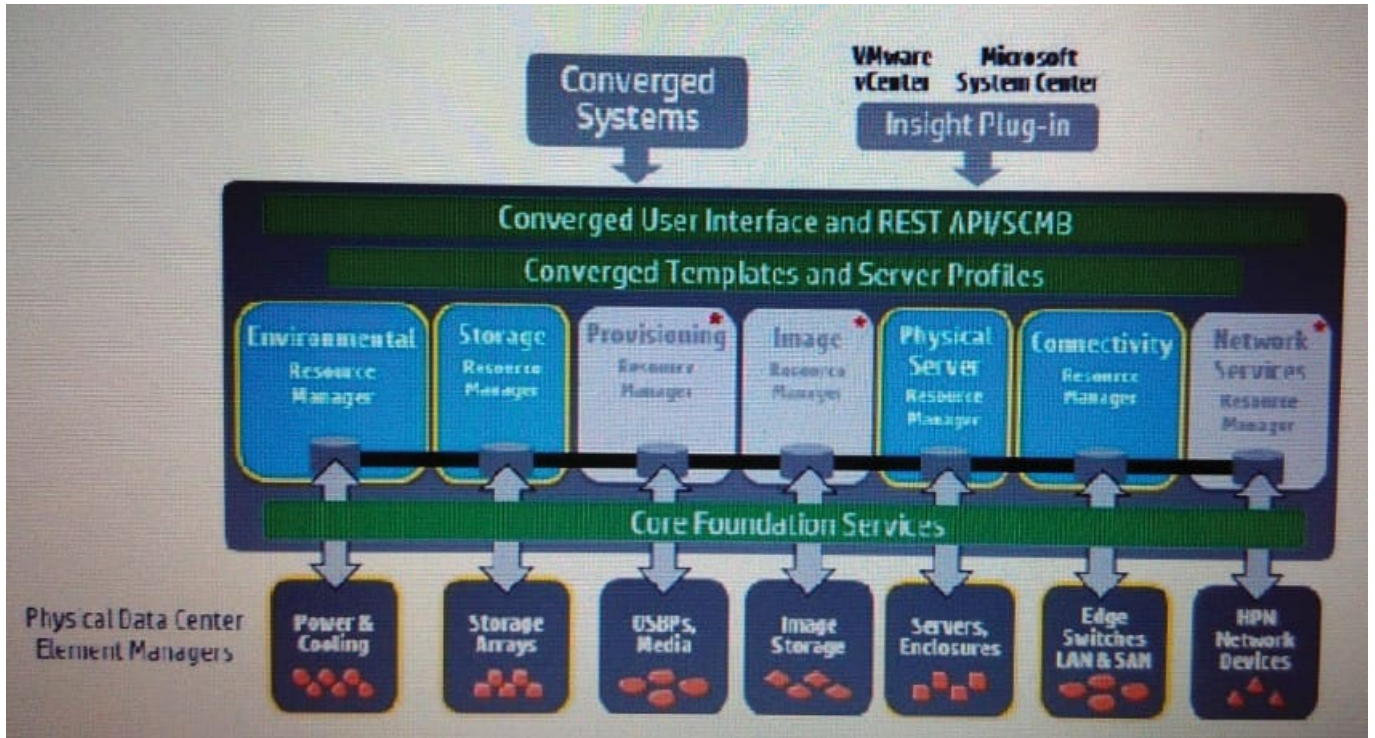 Converged
Systems
VMware
vCenter
Microsoft
System Center
Insight Plug-in
Converged User Interface and REST API/SCMB
Converged Templates and Server Profiles
Environmental
Resource
Manager
Storage
Resource
Manager
Provisioning *
Resource
Manager
Image *
Resource
Manager
Physical
Server
Resource
Manager
Connectivity
Resource
Manager
Network *
Services
Resource
Manager
Core Foundation Services
Physical Data Center
Element Managers
Power &
Cooling
Storage
Arrays
OSBPs,
Media
Image
Storage
Servers,
Enclosures
Edge
Switches
LAN & SAN
HPN
Network
Devices